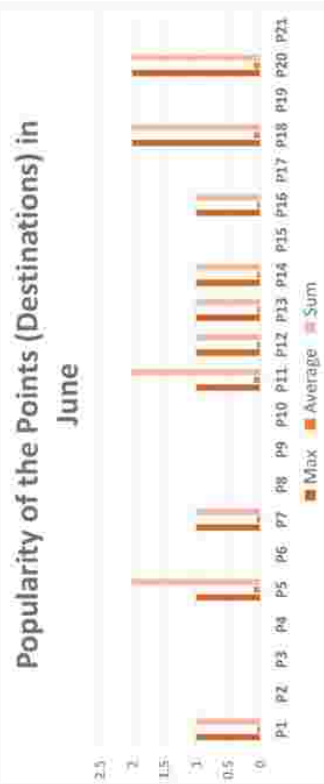 Popularity of the Points (Destinations) in
June
2.5
2
1.5
1
0.5
0
P1 P2 P3 P4 P5 P6 P7 P8 P9 P10 P11 P12 P13 P14 P15 P16 P17 P18 P19 P20 P21
Max Average Sum